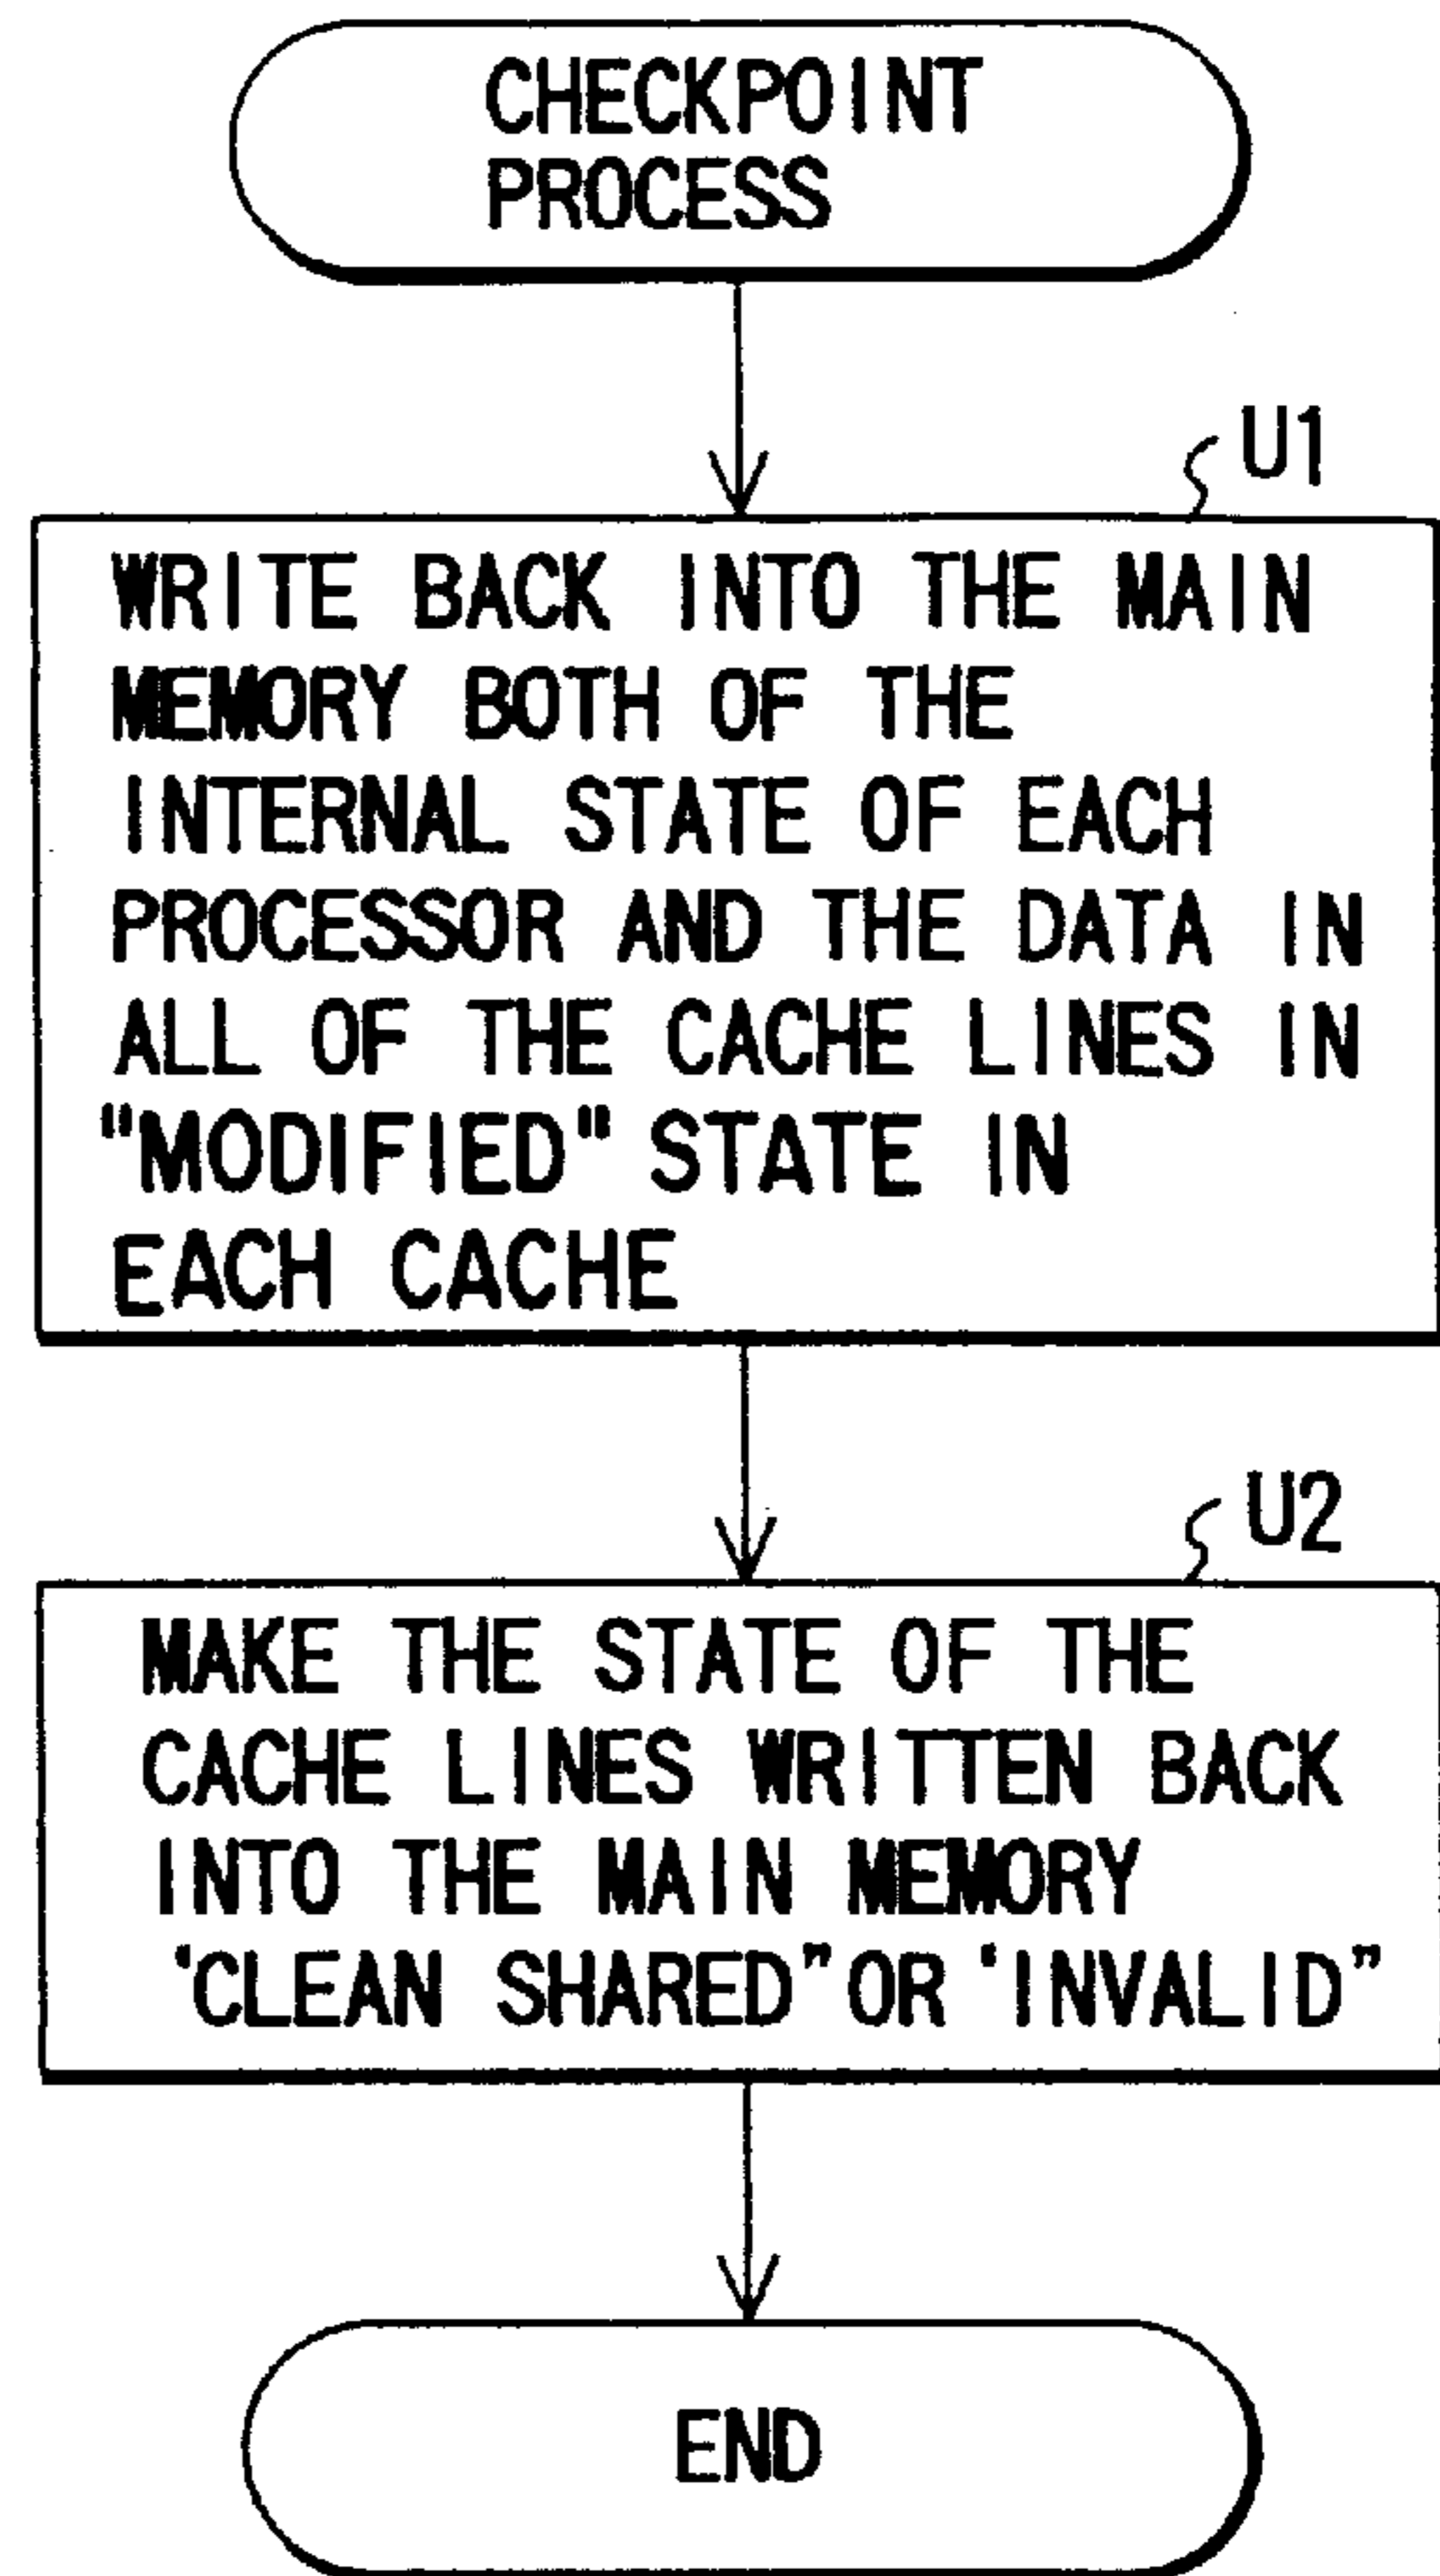 CHECKPOINT
PROCESS
U1
WRITE BACK INTO THE MAIN
MEMORY BOTH OF THE
INTERNAL STATE OF EACH
PROCESSOR AND THE DATA IN
ALL OF THE CACHE LINES IN
"MODIFIED" STATE IN
EACH CACHE
U2
MAKE THE STATE OF THE
CACHE LINES WRITTEN BACK
INTO THE MAIN MEMORY
‘CLEAN SHARED” OR ‘INVALID”
END